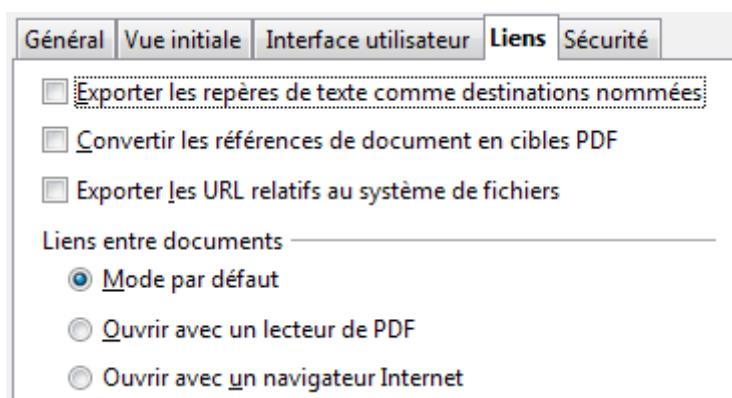 Général Vue initiale Interface utilisateur Liens Sécurité
Exporter les repères de texte comme destinations nommées
Convertir les références de document en cibles PDF
Exporter les URL relatifs au système de fichiers
Liens entre documents
Mode par défaut
Ouvrir avec un lecteur de PDF
Ouvrir avec un navigateur Internet